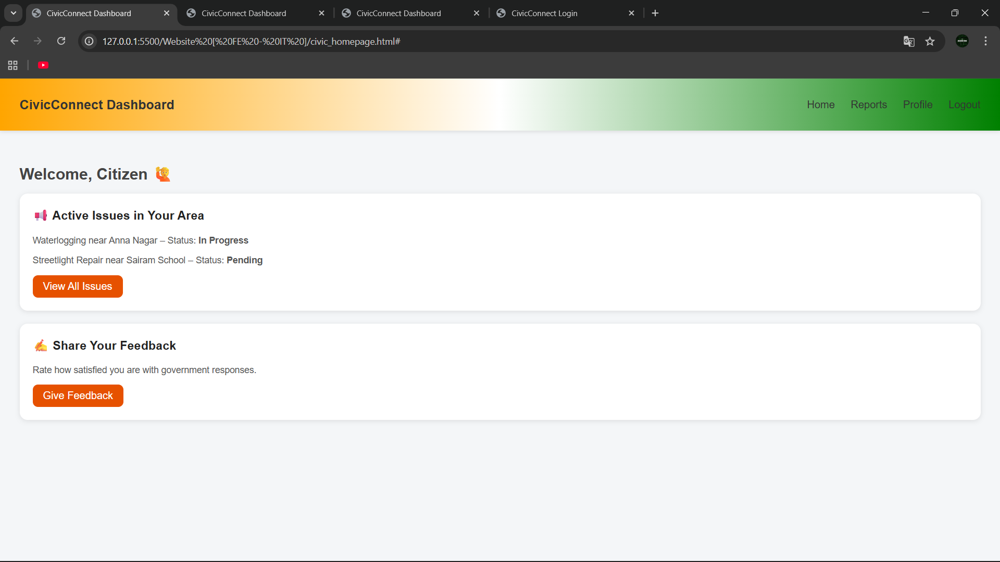 CivicConnect Dashboard
CivicConnect Dashboard
CivicConnect Dashboard
CivicConnect Login
127.0.0.1:5500/Website%20[%20FE%20-%20IT%20]/civic_homepage.html#
CivicConnect Dashboard
Home
Reports
Profile
Logout
Welcome, Citizen 🙋
📢 Active Issues in Your Area
Waterlogging near Anna Nagar – Status: In Progress
Streetlight Repair near Sairam School – Status: Pending
View All Issues
✍️ Share Your Feedback
Rate how satisfied you are with government responses.
Give Feedback